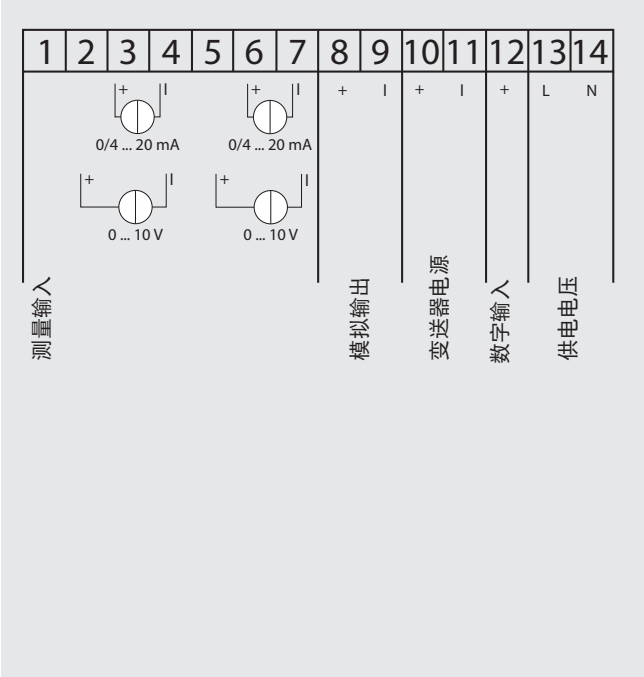 1 2 3 4 5 6 7 8 9 10 11 12 13 14
+ I + I + I + I + L N
0/4 ... 20 mA 0/4 ... 20 mA
+ I + I
0 ... 10 V 0 ... 10 V
测量输入
模拟输出
变送器电源
数字输入
供电电压